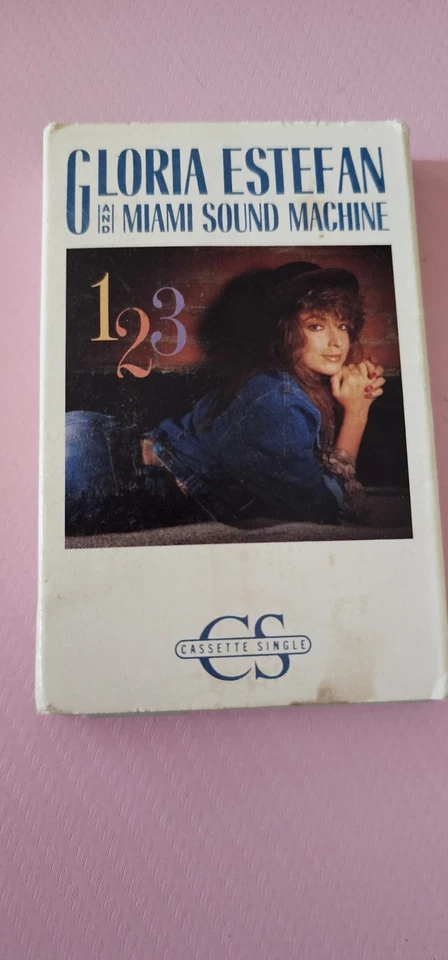 GLORIA ESTEFAN
AND MIAMI SOUND MACHINE
1 2 3
CS
CASSETTE SINGLE